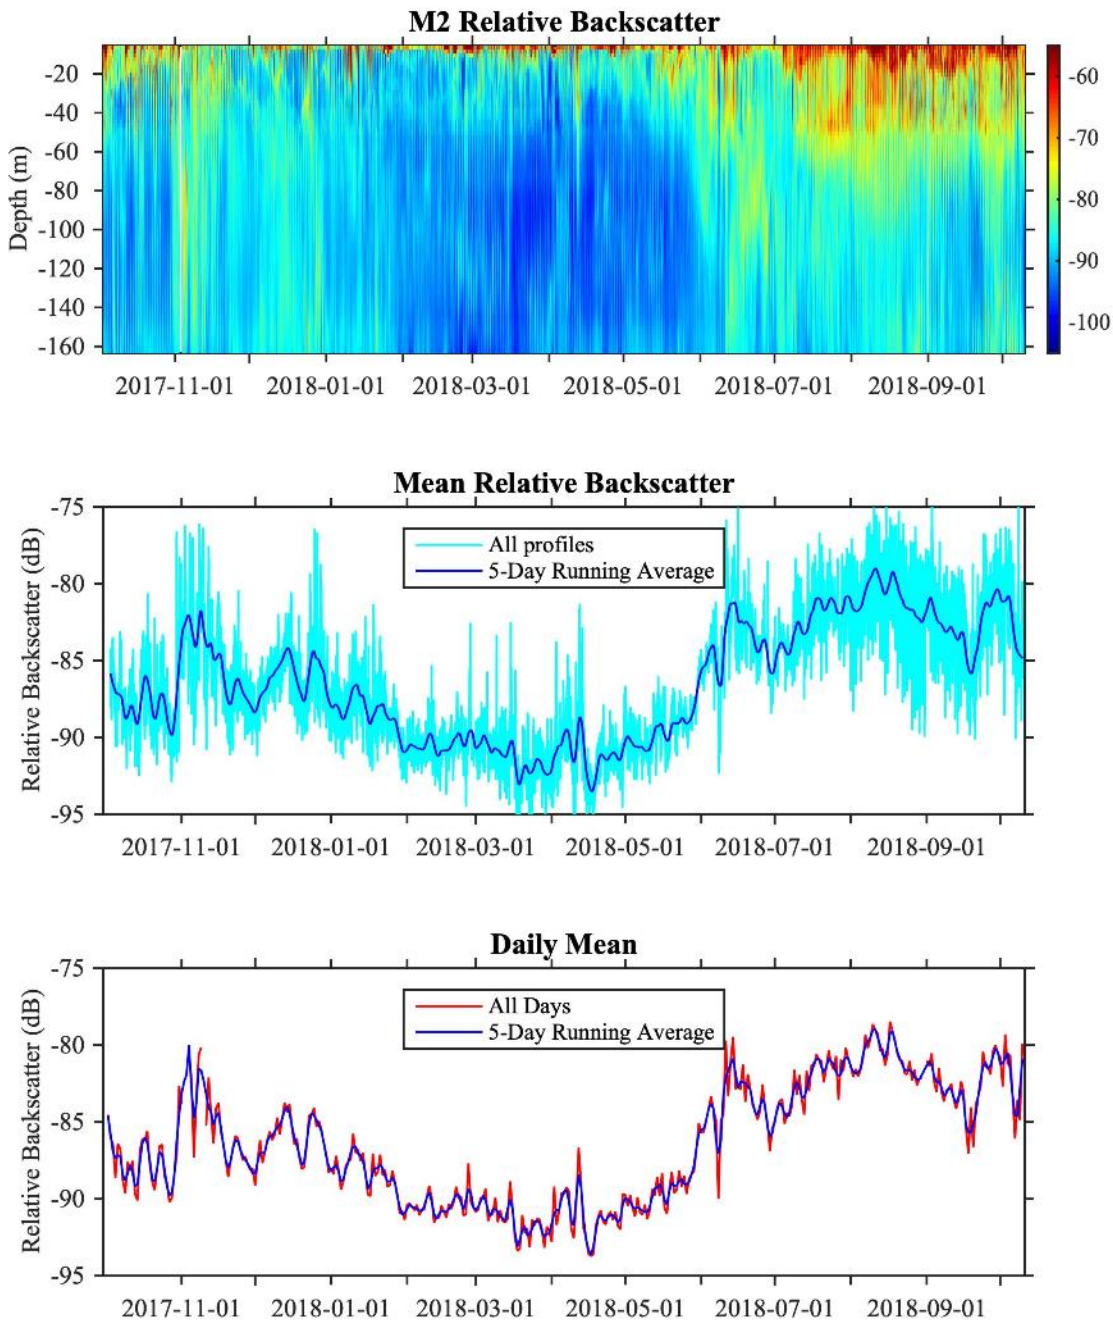 M2 Relative Backscatter
Depth (m)
-20
-40
-60
-80
-100
-120
-140
-160
2017-11-01 2018-01-01 2018-03-01 2018-05-01 2018-07-01 2018-09-01
-60
-70
-80
-90
-100
Mean Relative Backscatter
Relative Backscatter (dB)
-75
-80
-85
-90
-95
All profiles
5-Day Running Average
2017-11-01 2018-01-01 2018-03-01 2018-05-01 2018-07-01 2018-09-01
Daily Mean
Relative Backscatter (dB)
-75
-80
-85
-90
-95
All Days
5-Day Running Average
2017-11-01 2018-01-01 2018-03-01 2018-05-01 2018-07-01 2018-09-01